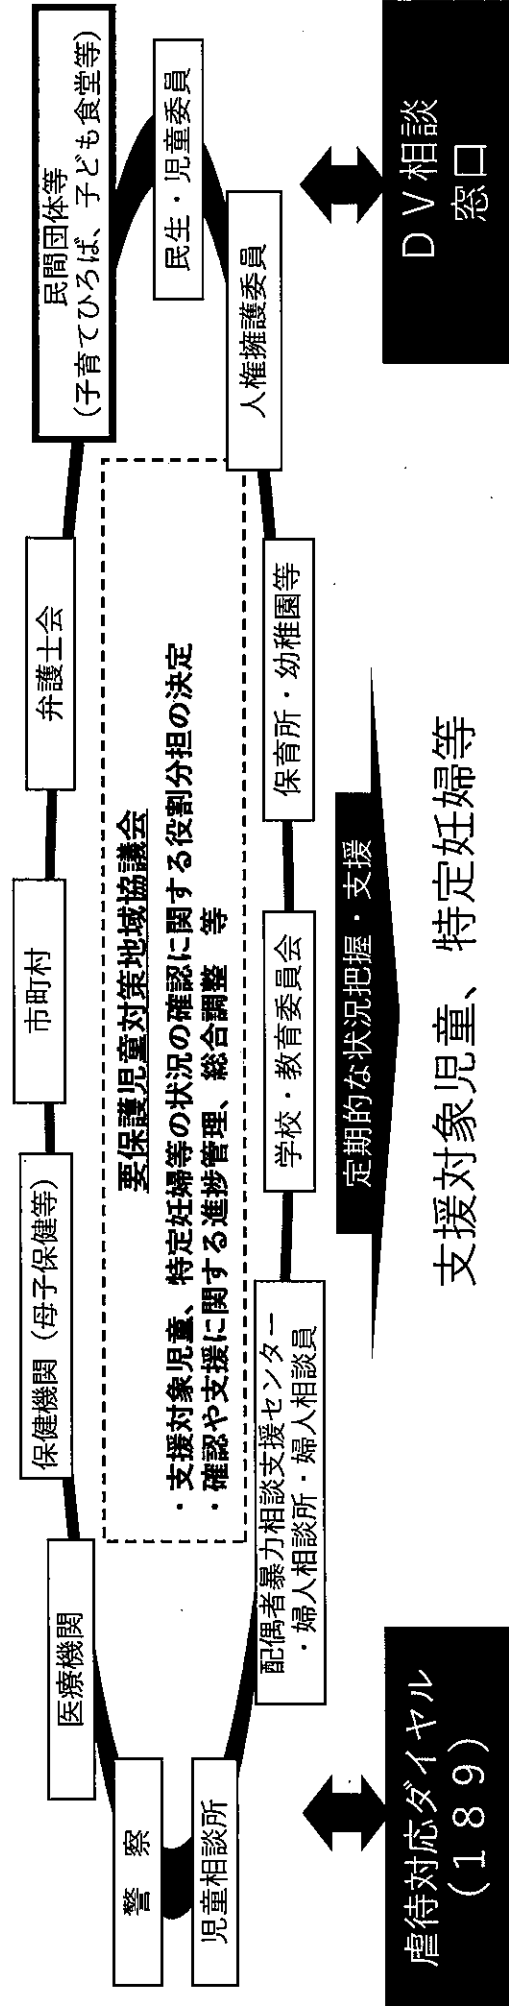 医療機関
保健機関（母子保健等）
市町村
弁護士会
民間団体等
（子育てひろば、子ども食堂等）
警　察
民生・児童委員
要保護児童対策地域協議会
・支援対象児童、特定妊婦等の状況の確認に関する役割分担の決定
・確認や支援に関する進捗管理、総合調整　等
児童相談所
人権擁護委員
配偶者暴力相談支援センター
・婦人相談所・婦人相談員
学校・教育委員会
保育所・幼稚園等
定期的な状況把握・支援
虐待対応ダイヤル
（１８９）
支援対象児童、特定妊婦等
ＤＶ相談
窓口